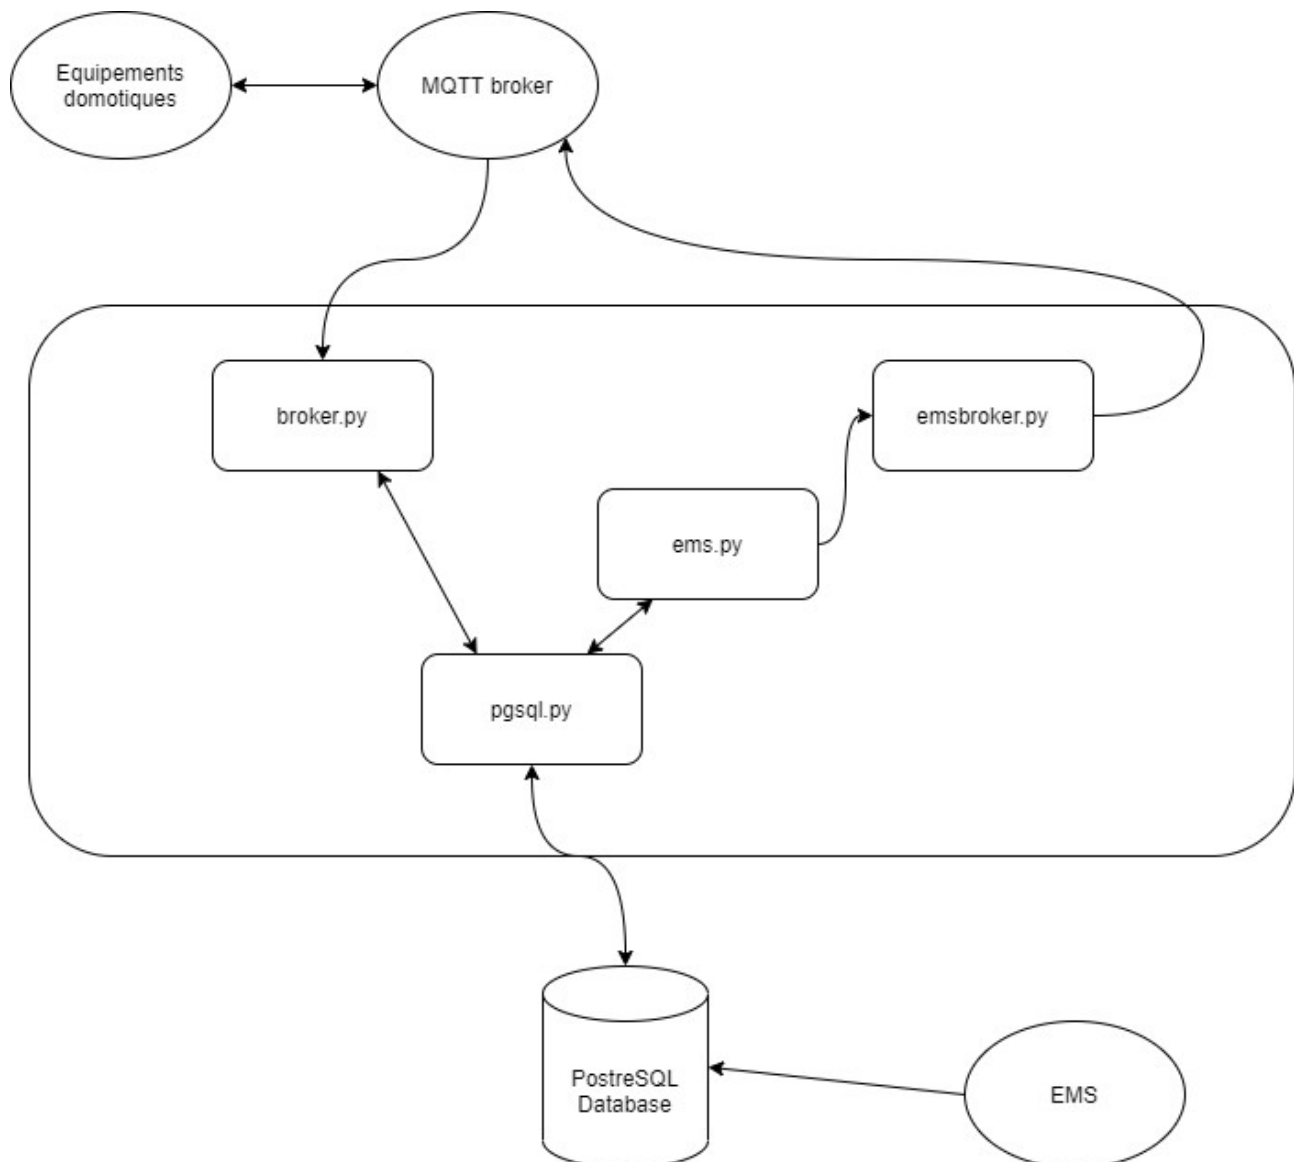 Equipements
domotiques
MQTT broker
broker.py
emsbroker.py
ems.py
pgsql.py
PostreSQL
Database
EMS